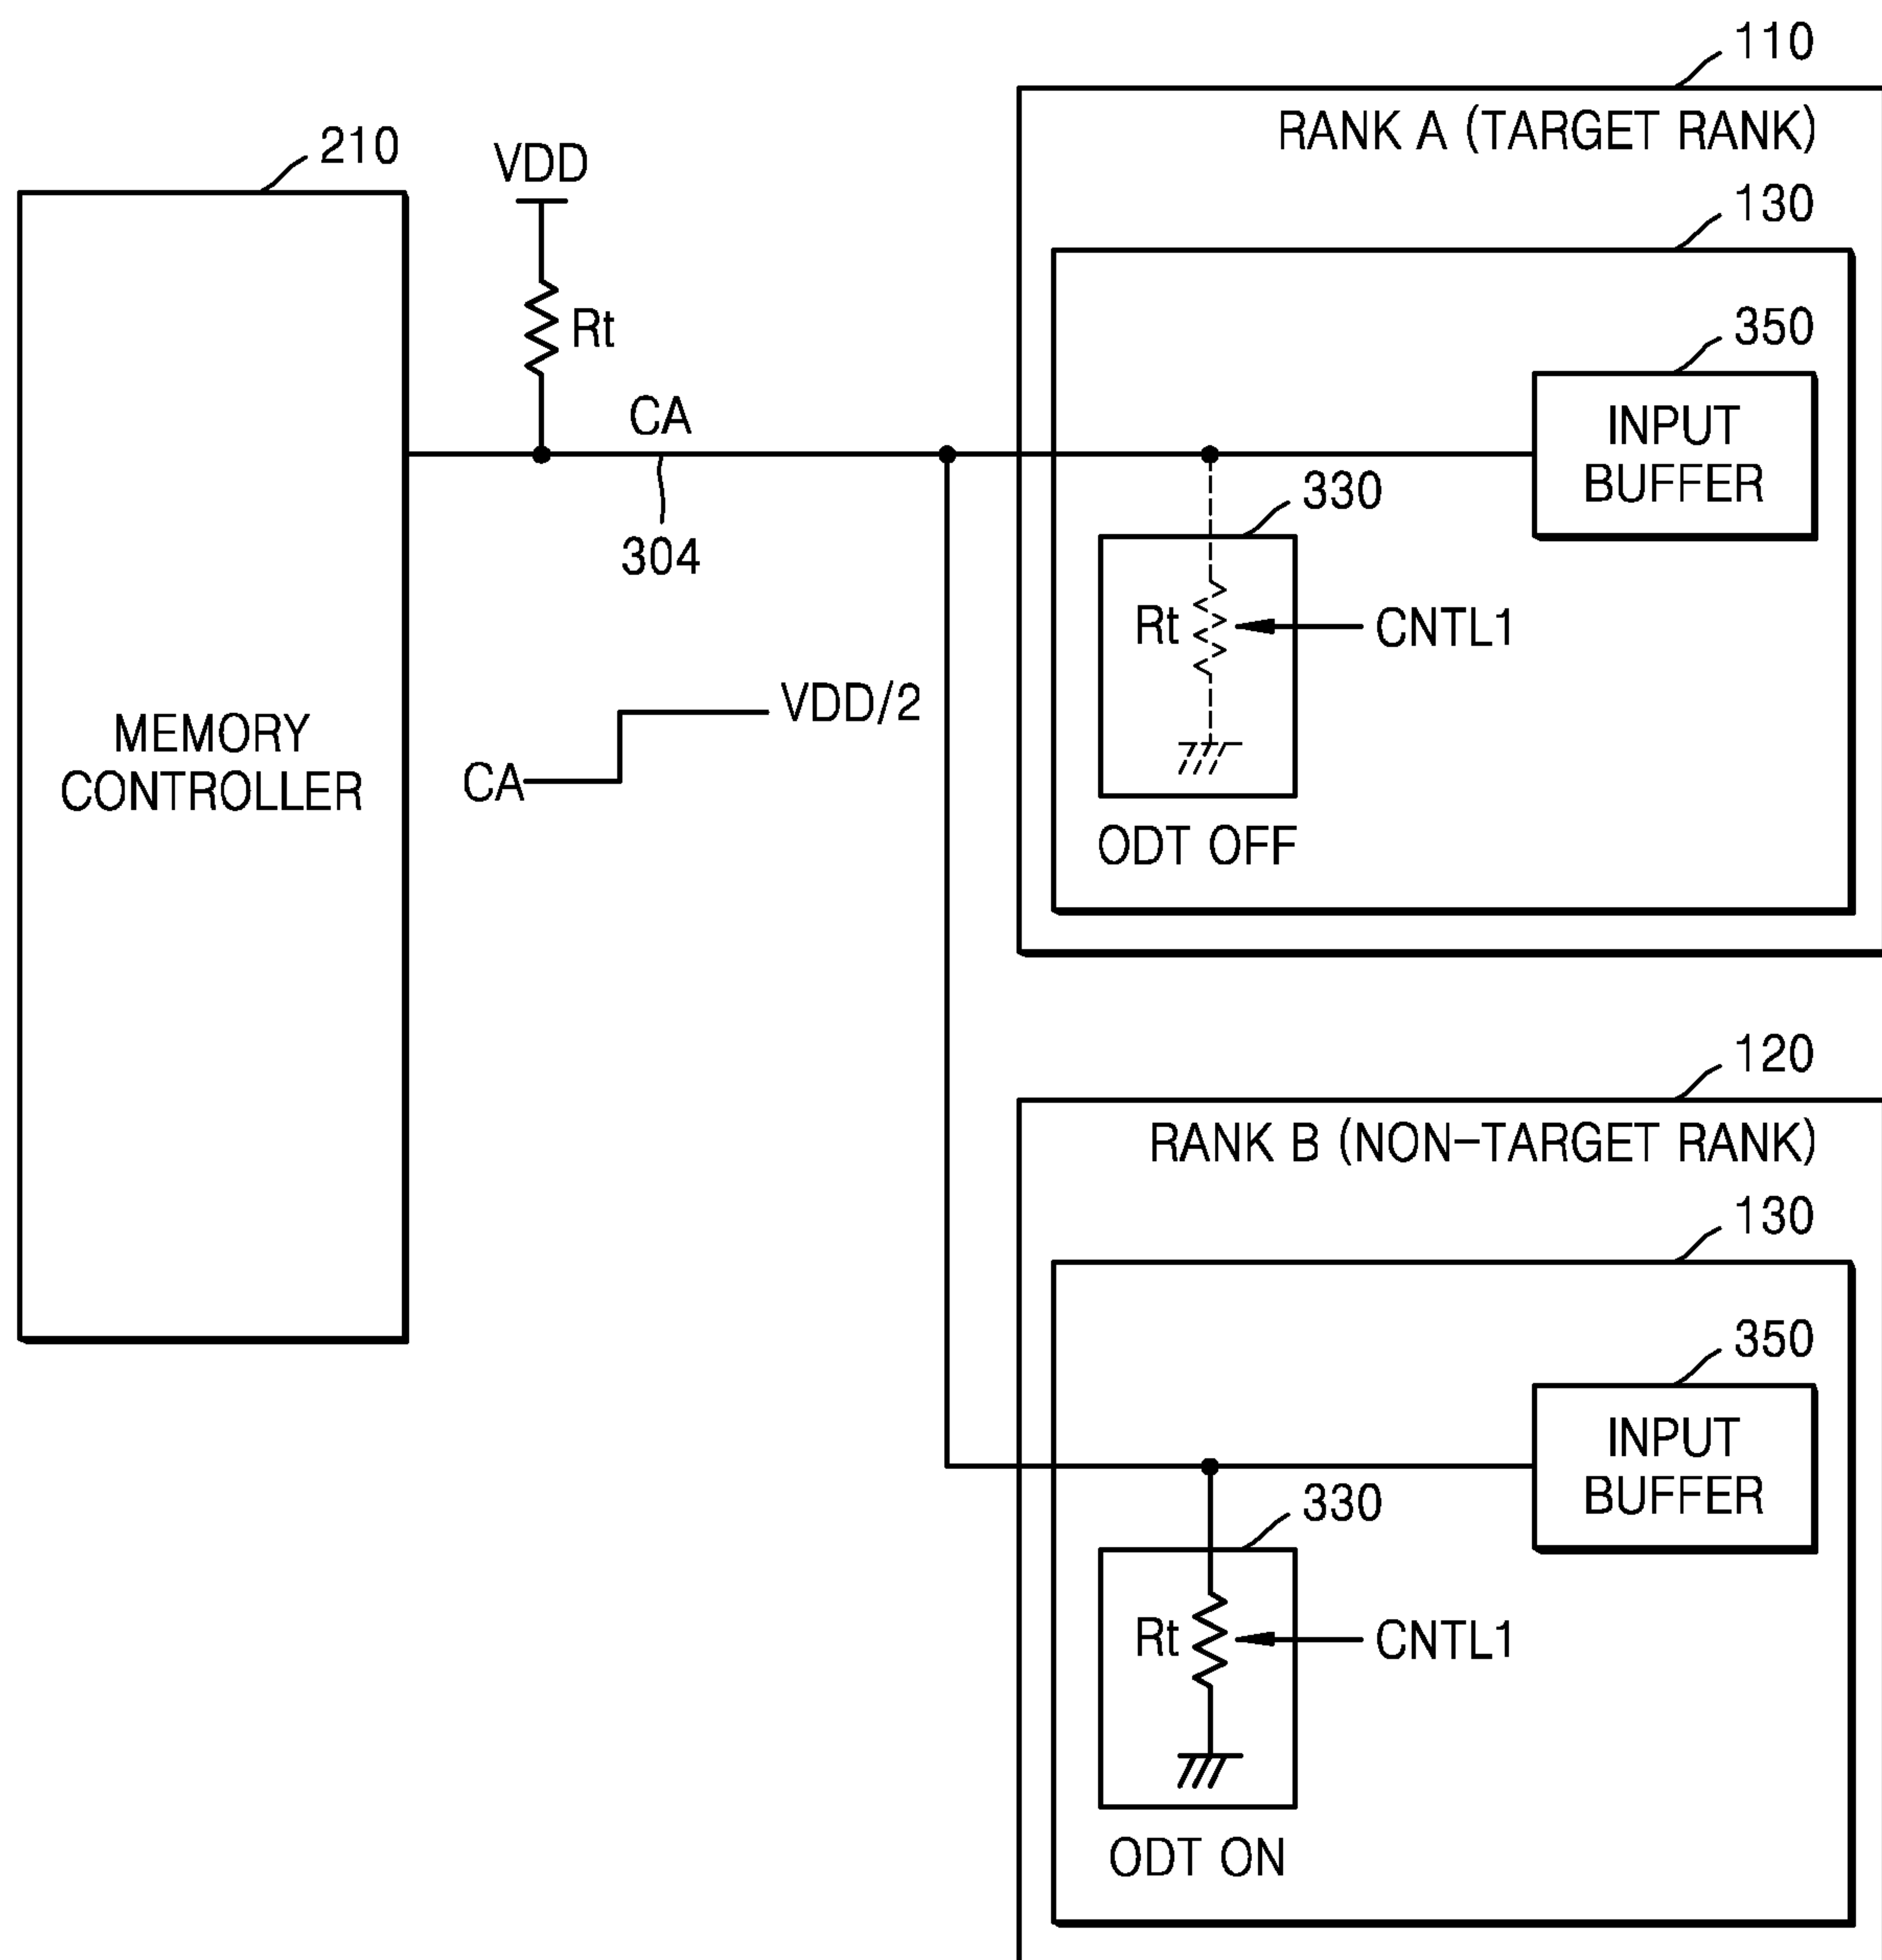 110
RANK A (TARGET RANK)
210
VDD
130
Rt
350
CA
INPUT
BUFFER
304
330
Rt
CNTL1
MEMORY
CONTROLLER
VDD/2
CA
ODT OFF
120
RANK B (NON-TARGET RANK)
130
350
INPUT
BUFFER
330
Rt
CNTL1
ODT ON